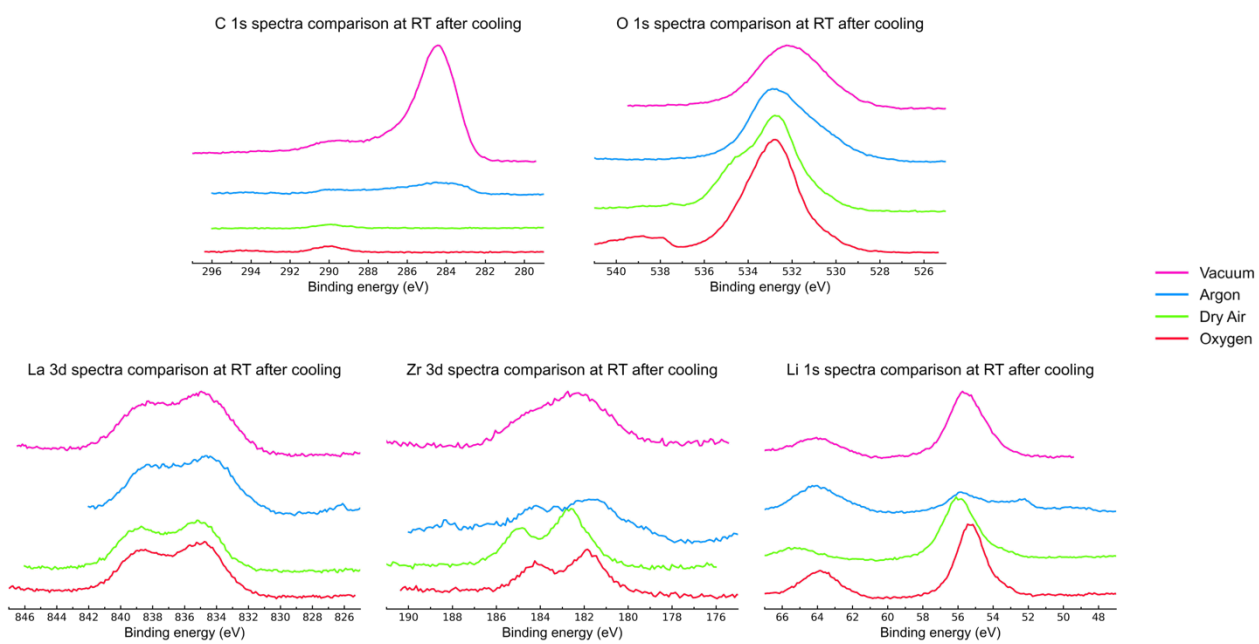 C 1s spectra comparison at RT after cooling
O 1s spectra comparison at RT after cooling
296 294 292 290 288 286 284 282 280
Binding energy (eV)
540 538 536 534 532 530 528 526
Binding energy (eV)
Vacuum
Argon
Dry Air
Oxygen
La 3d spectra comparison at RT after cooling
Zr 3d spectra comparison at RT after cooling
Li 1s spectra comparison at RT after cooling
846 844 842 840 838 836 834 832 830 828 826
Binding energy (eV)
190 188 186 184 182 180 178 176
Binding energy (eV)
66 64 62 60 58 56 54 52 50 48
Binding energy (eV)